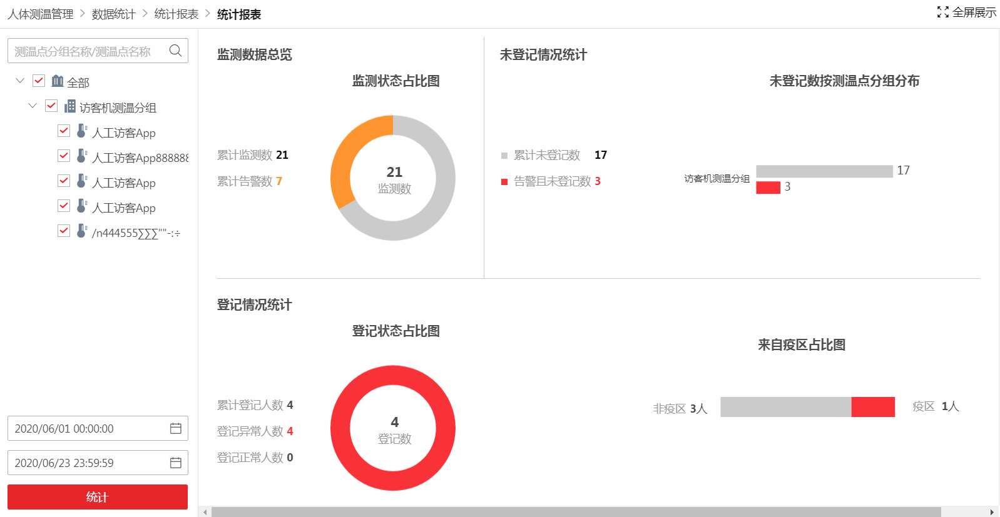 人体测温管理 > 数据统计 > 统计报表 > 统计报表
全屏展示
测温点分组名称/测温点名称
全部
访客机测温分组
人工访客App
人工访客App888888
人工访客App
人工访客App
/n444555∑∑∑""-:÷
2020/06/01 00:00:00
2020/06/23 23:59:59
统计
监测数据总览
监测状态占比图
累计监测数 21
累计告警数 7
21
监测数
未登记情况统计
未登记数按测温点分组分布
累计未登记数 17
告警且未登记数 3
访客机测温分组
17
3
登记情况统计
登记状态占比图
累计登记人数 4
登记异常人数 4
登记正常人数 0
4
登记数
来自疫区占比图
非疫区 3人
疫区 1人